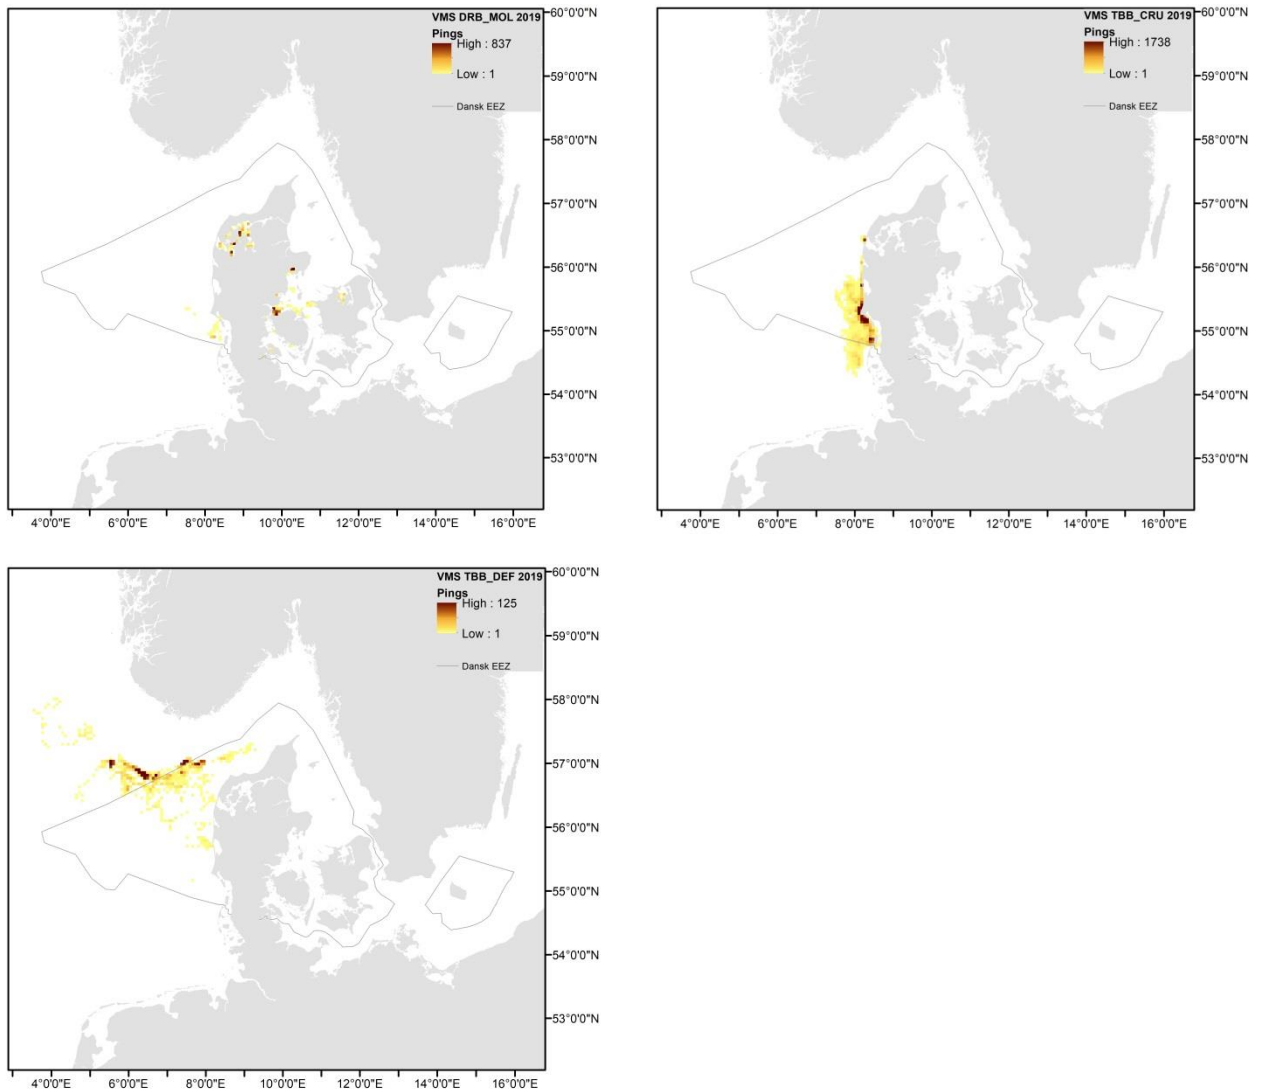 VMS DRB_MOL 2019
Pings
High : 837
Low : 1
Dansk EEZ
60°0'0"N
59°0'0"N
58°0'0"N
57°0'0"N
56°0'0"N
55°0'0"N
54°0'0"N
53°0'0"N
4°0'0"E 6°0'0"E 8°0'0"E 10°0'0"E 12°0'0"E 14°0'0"E 16°0'0"E
VMS TBB_CRU 2019
Pings
High : 1738
Low : 1
Dansk EEZ
60°0'0"N
59°0'0"N
58°0'0"N
57°0'0"N
56°0'0"N
55°0'0"N
54°0'0"N
53°0'0"N
4°0'0"E 6°0'0"E 8°0'0"E 10°0'0"E 12°0'0"E 14°0'0"E 16°0'0"E
VMS TBB_DEF 2019
Pings
High : 125
Low : 1
Dansk EEZ
60°0'0"N
59°0'0"N
58°0'0"N
57°0'0"N
56°0'0"N
55°0'0"N
54°0'0"N
53°0'0"N
4°0'0"E 6°0'0"E 8°0'0"E 10°0'0"E 12°0'0"E 14°0'0"E 16°0'0"E